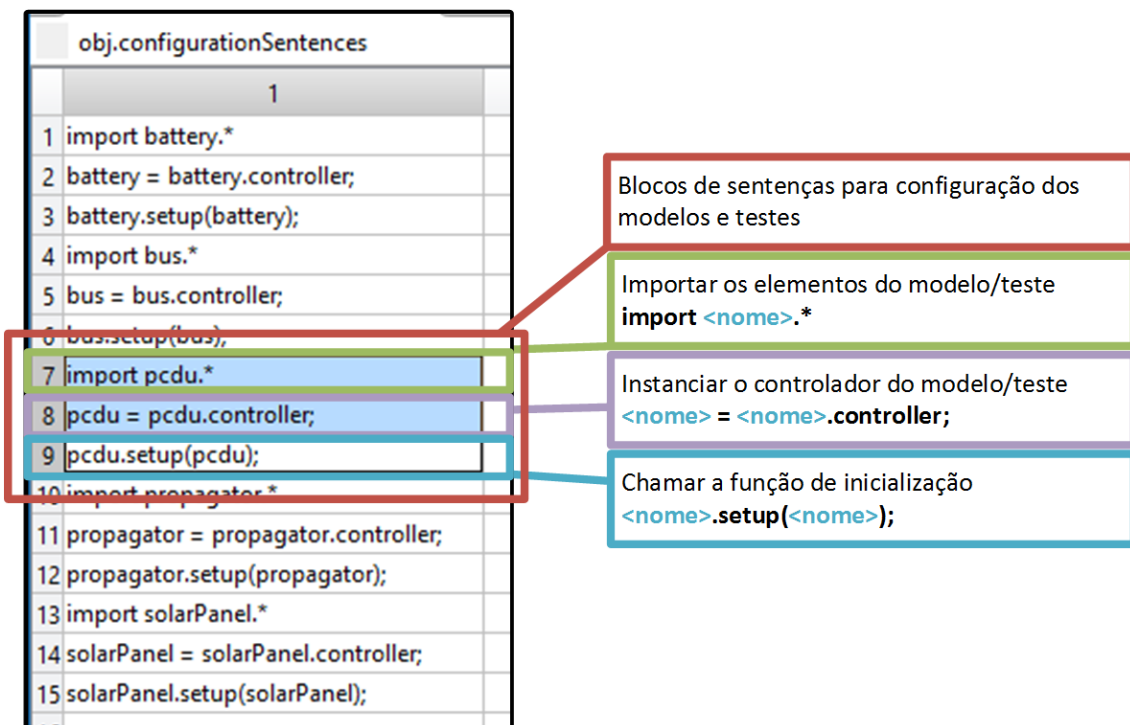 obj.configurationSentences
1
1 import battery.*
2 battery = battery.controller;
3 battery.setup(battery);
4 import bus.*
5 bus = bus.controller;
6 bus.setup(bus);
7 import pcdu.*
8 pcdu = pcdu.controller;
9 pcdu.setup(pcdu);
10 import propagator.*
11 propagator = propagator.controller;
12 propagator.setup(propagator);
13 import solarPanel.*
14 solarPanel = solarPanel.controller;
15 solarPanel.setup(solarPanel);
Blocos de sentenças para configuração dos
modelos e testes
Importar os elementos do modelo/teste
import <nome>.*
Instanciar o controlador do modelo/teste
<nome> = <nome>.controller;
Chamar a função de inicialização
<nome>.setup(<nome>);